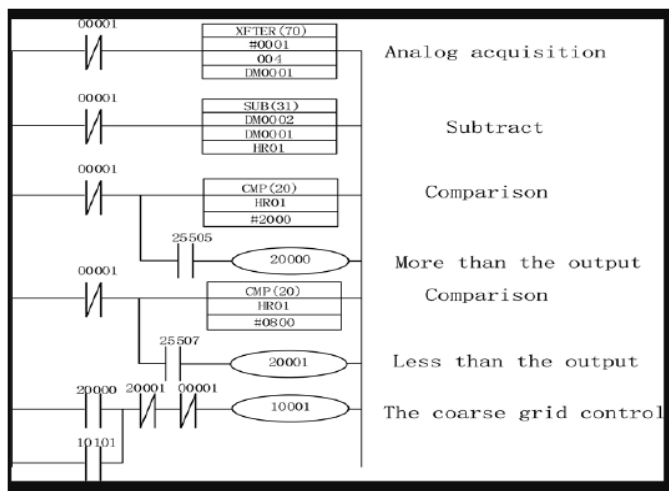 00001
XFTER(70)
#0001
004
DM0001
Analog acquisition
00001
SUB(31)
DM0002
DM0001
HR01
Subtract
00001
CMP(20)
HR01
#2000
Comparison
25505
20000
More than the output
00001
CMP(20)
HR01
#0800
Comparison
25507
20001
Less than the output
20000 20001 00001
10001
The coarse grid control
10101